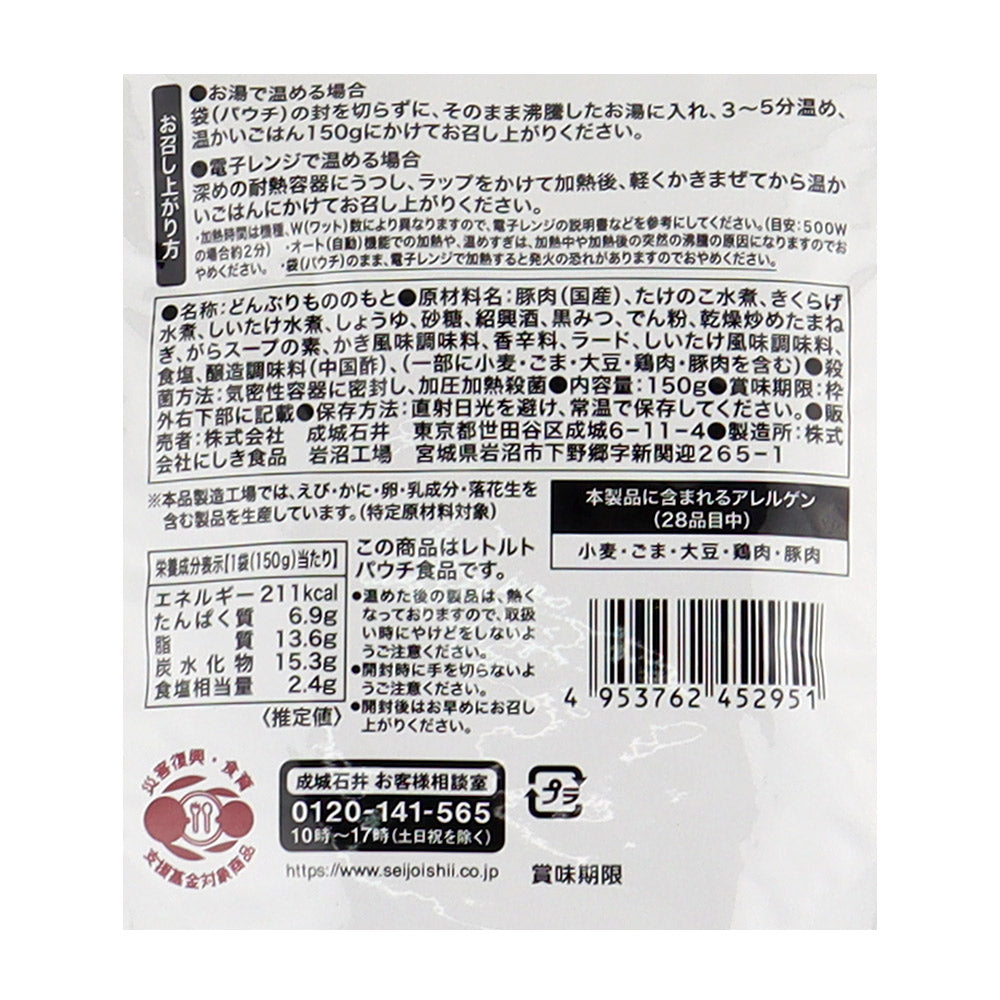 お召し上がり方
●お湯で温める場合
袋(パウチ)の封を切らずに、そのまま沸騰したお湯に入れ、3〜5分温め、
温かいごはん150gにかけてお召し上がりください。
●電子レンジで温める場合
深めの耐熱容器にうつし、ラップをかけて加熱後、軽くかきまぜてから温か
いごはんにかけてお召し上がりください。
・加熱時間は機種、W(ワット)数により異なりますので、電子レンジの説明書などを参考にしてください。(目安:500W
の場合約2分) ・オート(自動)機能での加熱や、温めすぎは、加熱中や加熱後の突然の沸騰の原因になりますのでお
やめください。 ・袋(パウチ)のまま、電子レンジで加熱すると発火の恐れがありますのでおやめください。
●名称:どんぶりもののもと●原材料名:豚肉(国産)、たけのこ水煮、きくらげ
水煮、しいたけ水煮、しょうゆ、砂糖、紹興酒、黒みつ、でん粉、乾燥炒めたまね
ぎ、がらスープの素、かき風味調味料、香辛料、ラード、しいたけ風味調味料、
食塩、醸造調味料(中国酢)、(一部に小麦・ごま・大豆・鶏肉・豚肉を含む)●殺
菌方法:気密性容器に密封し、加圧加熱殺菌●内容量:150g●賞味期限:枠
外右下部に記載●保存方法:直射日光を避け、常温で保存してください。●販
売者:株式会社 成城石井 東京都世田谷区成城6-11-4●製造所:株式
会社にしき食品 岩沼工場 宮城県岩沼市下野郷字新関迎265-1
※本品製造工場では、えび・かに・卵・乳成分・落花生を
含む製品を生産しています。(特定原材料対象)
本製品に含まれるアレルゲン
(28品目中)
小麦・ごま・大豆・鶏肉・豚肉
栄養成分表示【1袋(150g)当たり】
エネルギー 211kcal
たんぱく質 6.9g
脂質 13.6g
炭水化物 15.3g
食塩相当量 2.4g
〈推定値〉
この商品はレトルト
パウチ食品です。
●温めた後の製品は、熱く
なっておりますので、取扱
い時にやけどをしないよ
うご注意ください。
●開封時に手を切らないよ
うご注意ください。
●開封後はお早めにお召し
上がりください。
4 953762 452951
災害復興・食育
支援基金対象商品
成城石井 お客様相談室
0120-141-565
10時〜17時(土日祝を除く)
https://www.seijoishii.co.jp
プラ
賞味期限